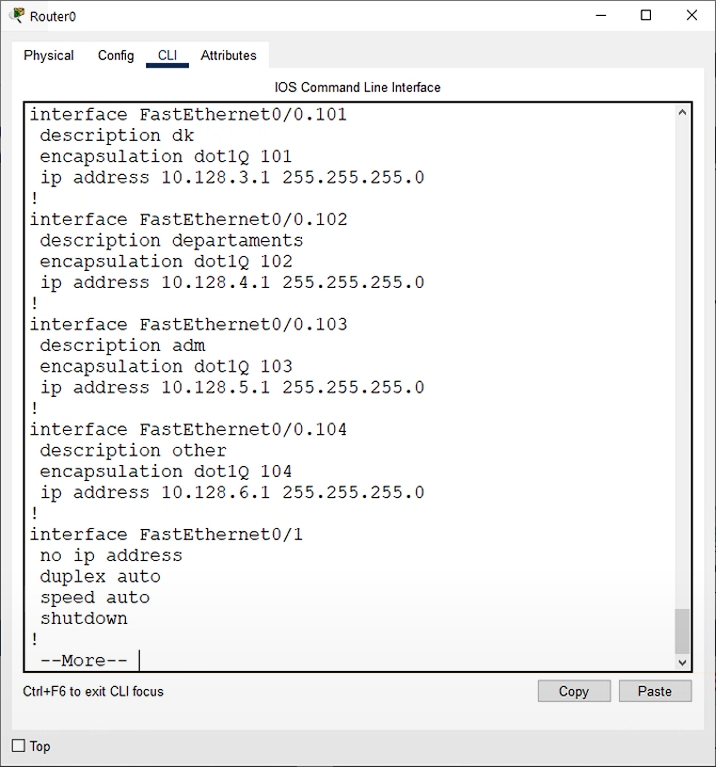 Router0
Physical Config CLI Attributes
IOS Command Line Interface
interface FastEthernet0/0.101
 description dk
 encapsulation dot1Q 101
 ip address 10.128.3.1 255.255.255.0
!
interface FastEthernet0/0.102
 description departaments
 encapsulation dot1Q 102
 ip address 10.128.4.1 255.255.255.0
!
interface FastEthernet0/0.103
 description adm
 encapsulation dot1Q 103
 ip address 10.128.5.1 255.255.255.0
!
interface FastEthernet0/0.104
 description other
 encapsulation dot1Q 104
 ip address 10.128.6.1 255.255.255.0
!
interface FastEthernet0/1
 no ip address
 duplex auto
 speed auto
 shutdown
!
 --More--
Ctrl+F6 to exit CLI focus Copy Paste
Top